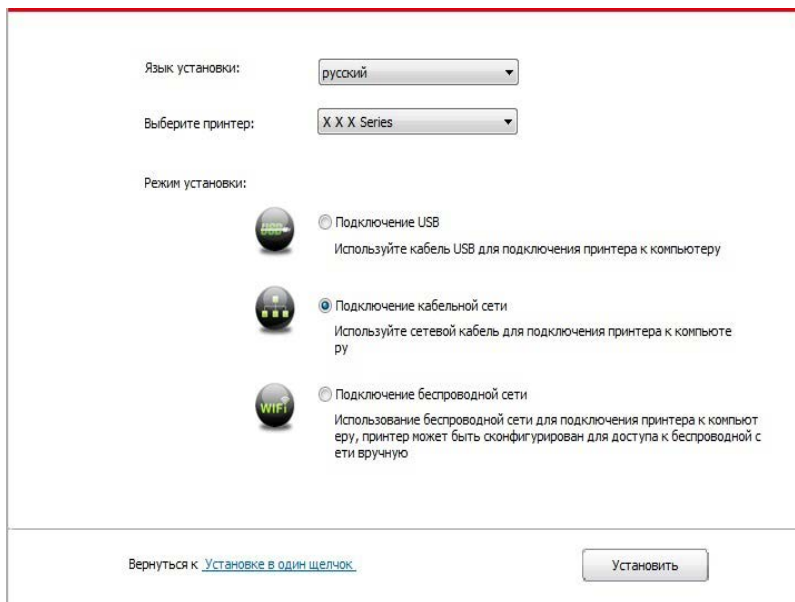 Язык установки:
русский
Выберите принтер:
X X X Series
Режим установки:
USB
Подключение USB
Используйте кабель USB для подключения принтера к компьютеру
Подключение кабельной сети
Используйте сетевой кабель для подключения принтера к компьюте
ру
WiFi
Подключение беспроводной сети
Использование беспроводной сети для подключения принтера к компьют
еру, принтер может быть сконфигурирован для доступа к беспроводной с
ети вручную
Вернуться к Установке в один щелчок
Установить